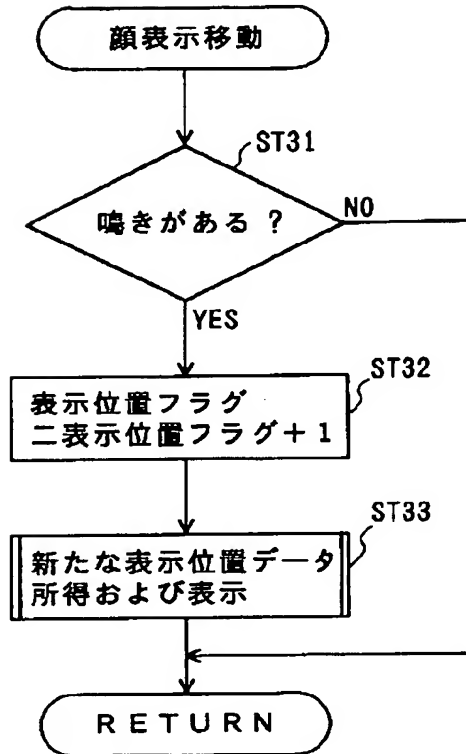 顔表示移動
ST31
鳴きがある?
NO
YES
ST32
表示位置フラグ
二表示位置フラグ+1
ST33
新たな表示位置データ
所得および表示
RETURN